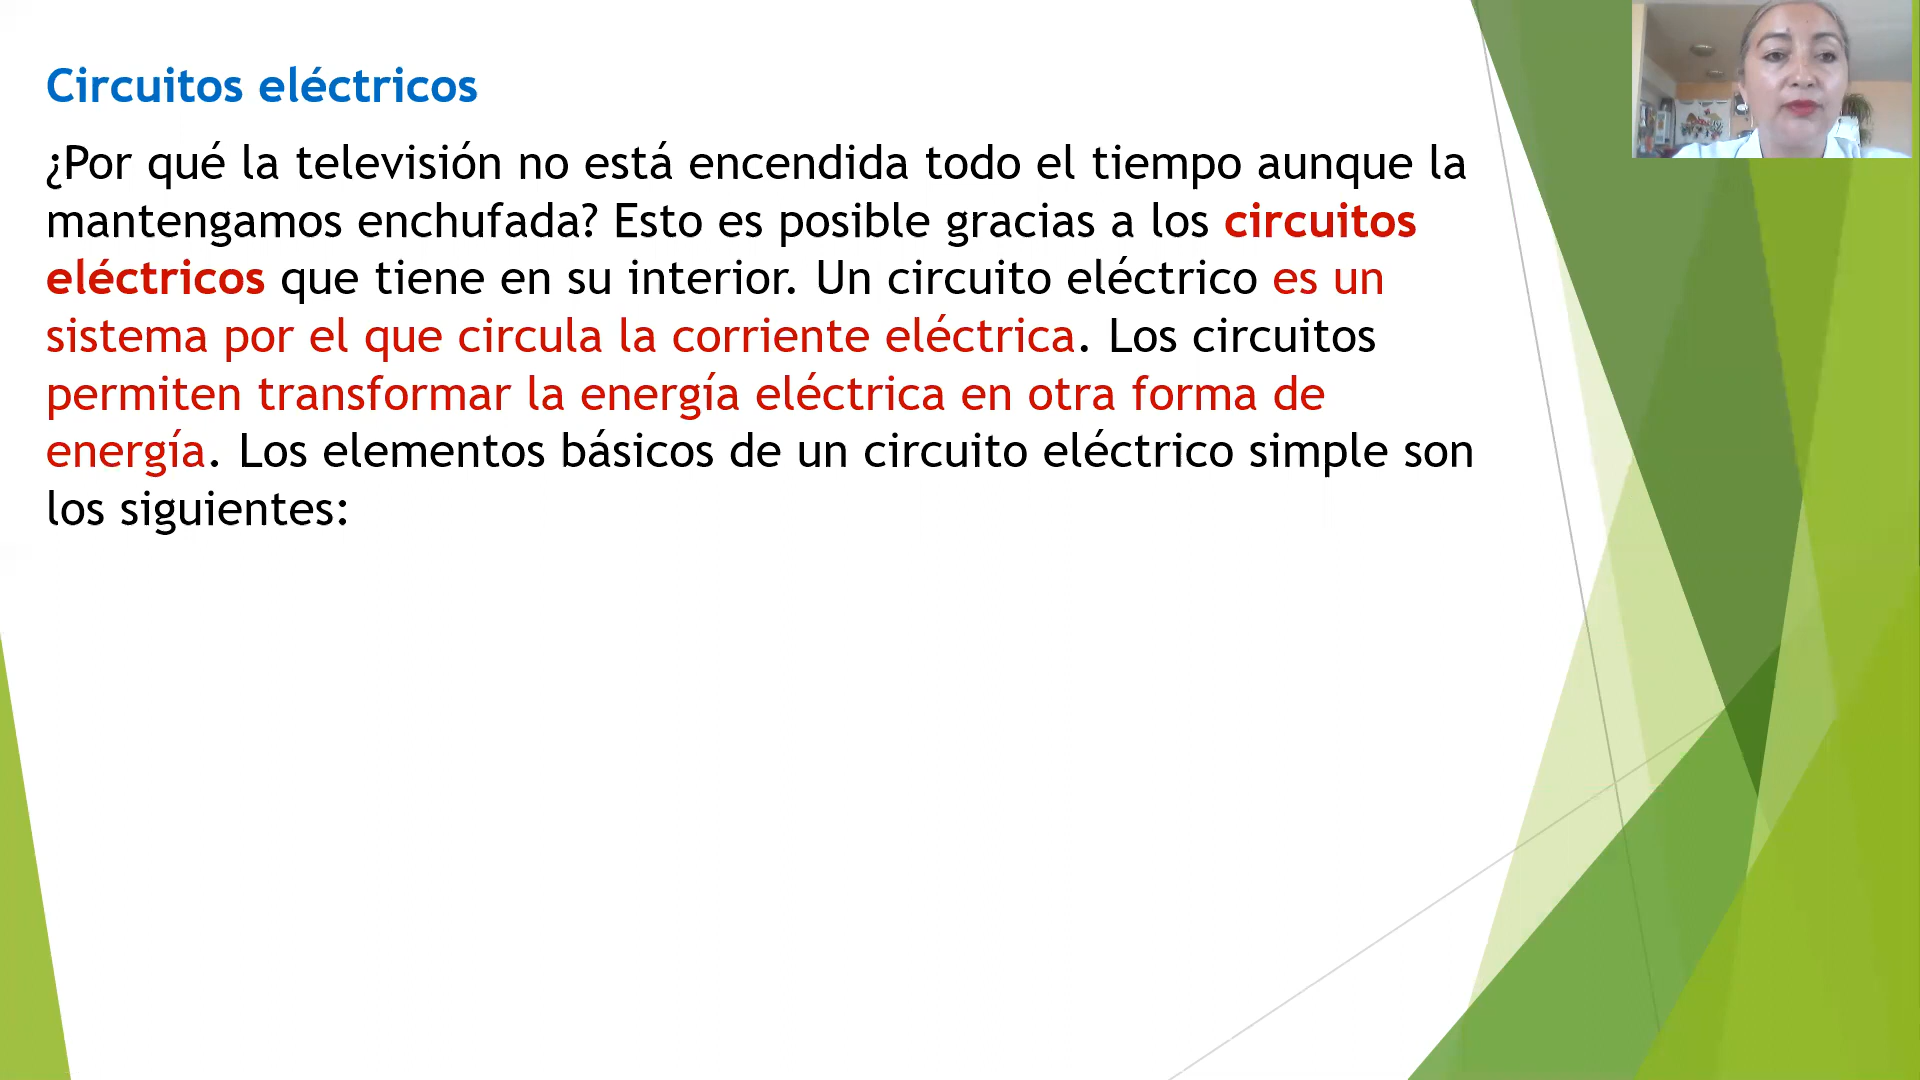 Circuitos eléctricos
¿Por qué la televisión no está encendida todo el tiempo aunque la
mantengamos enchufada? Esto es posible gracias a los circuitos
eléctricos que tiene en su interior. Un circuito eléctrico es un
sistema por el que circula la corriente eléctrica. Los circuitos
permiten transformar la energía eléctrica en otra forma de
energía. Los elementos básicos de un circuito eléctrico simple son
los siguientes: